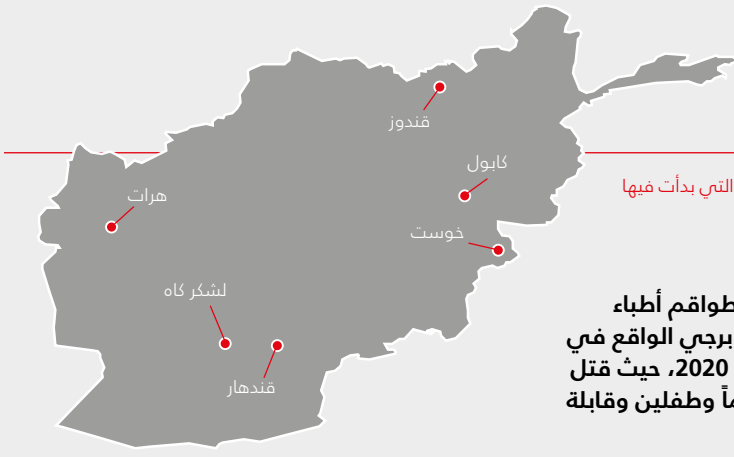 قندوز
كابول
هرات
التي بدأت فيها
خوست
لشكر كاه
قندهار
طواقم أطباء
برجي الواقع في
2020، حيث قتل
وطفلين وقابلة